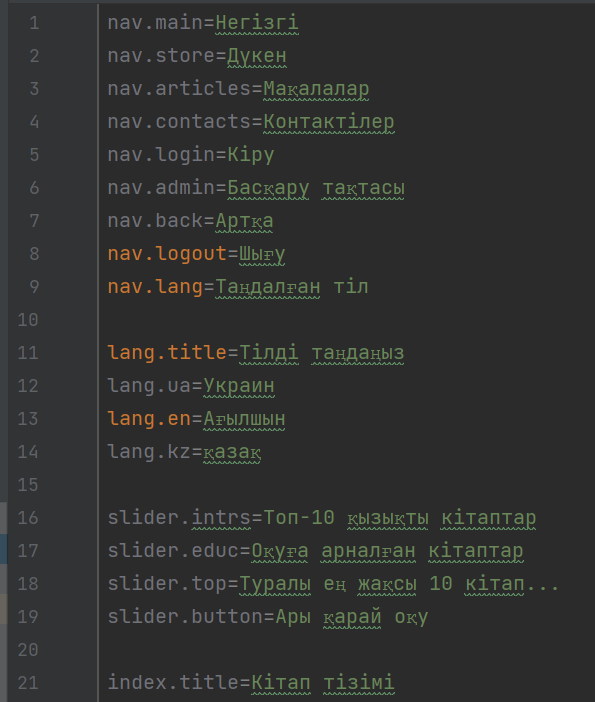 1 nav.main=Негізгі
2 nav.store=Дүкен
3 nav.articles=Мақалалар
4 nav.contacts=Контактілер
5 nav.login=Кіру
6 nav.admin=Басқару тақтасы
7 nav.back=Артқа
8 nav.logout=Шығу
9 nav.lang=Таңдалған тіл
10
11 lang.title=Тілді таңдаңыз
12 lang.ua=Украин
13 lang.en=Ағылшын
14 lang.kz=қазақ
15
16 slider.intrs=Топ-10 қызықты кітаптар
17 slider.educ=Оқуға арналған кітаптар
18 slider.top=Туралы ең жақсы 10 кітап...
19 slider.button=Ары қарай оқу
20
21 index.title=Кітап тізімі